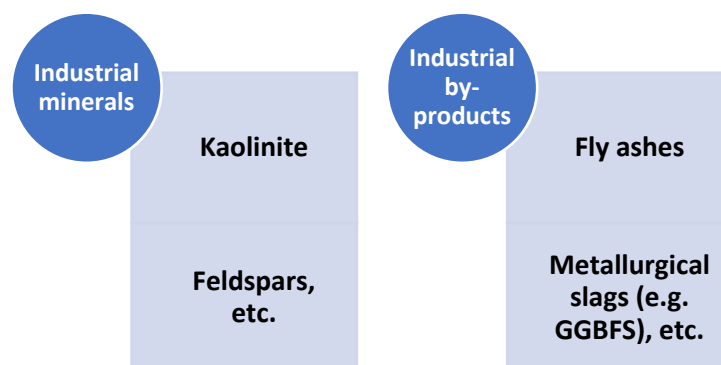 Industrial
minerals
Kaolinite
Feldspars,
etc.
Industrial
by-
products
Fly ashes
Metallurgical
slags (e.g.
GGBFS), etc.